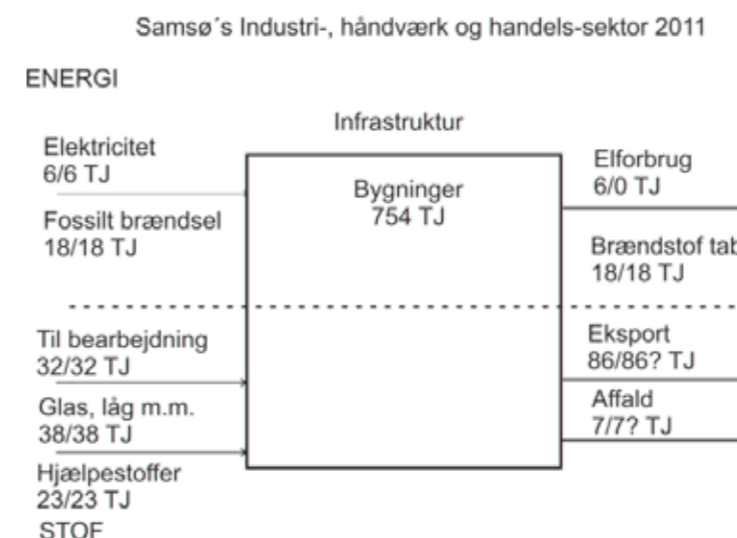 Samsø´s Industri-, håndværk og handels-sektor 2011
ENERGI
Infrastruktur
Elektricitet
6/6 TJ
Fossilt brændsel
18/18 TJ
Bygninger
754 TJ
Elforbrug
6/0 TJ
Brændstof tab
18/18 TJ
Til bearbejdning
32/32 TJ
Glas, låg m.m.
38/38 TJ
Hjælpestoffer
23/23 TJ
Eksport
86/86? TJ
Affald
7/7? TJ
STOF